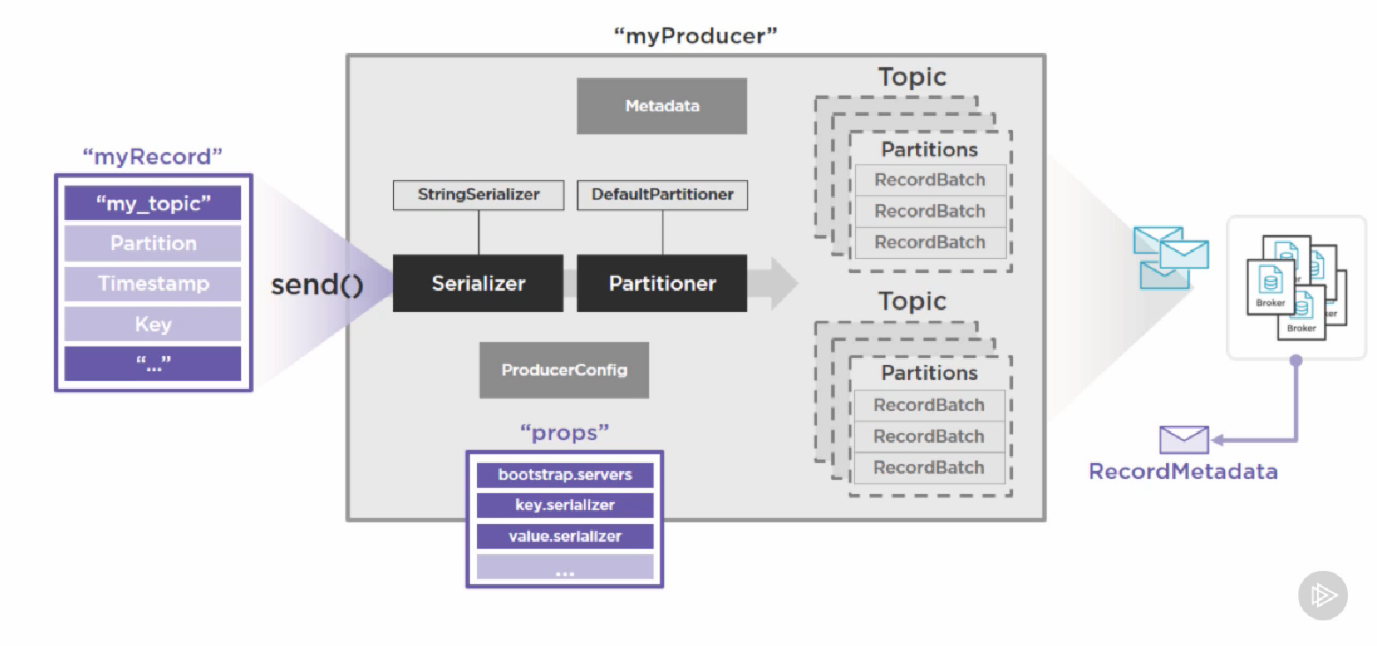 “myProducer”
“myRecord”
“my_topic”
Partition
Timestamp
Key
“...”
send()
Metadata
StringSerializer
DefaultPartitioner
Serializer
Partitioner
ProducerConfig
“props”
bootstrap.servers
key.serializer
value.serializer
...
Topic
Partitions
RecordBatch
RecordBatch
RecordBatch
Topic
Partitions
RecordBatch
RecordBatch
RecordBatch
Broker
Broker
RecordMetadata